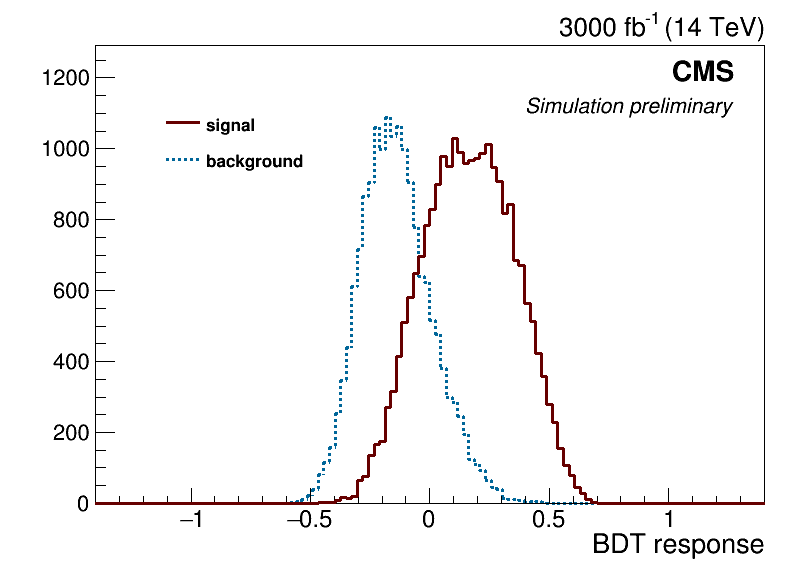 3000 fb-1 (14 TeV)
CMS
Simulation preliminary
signal
background
1200
1000
800
600
400
200
0
−1
−0.5
0
0.5
1
BDT response